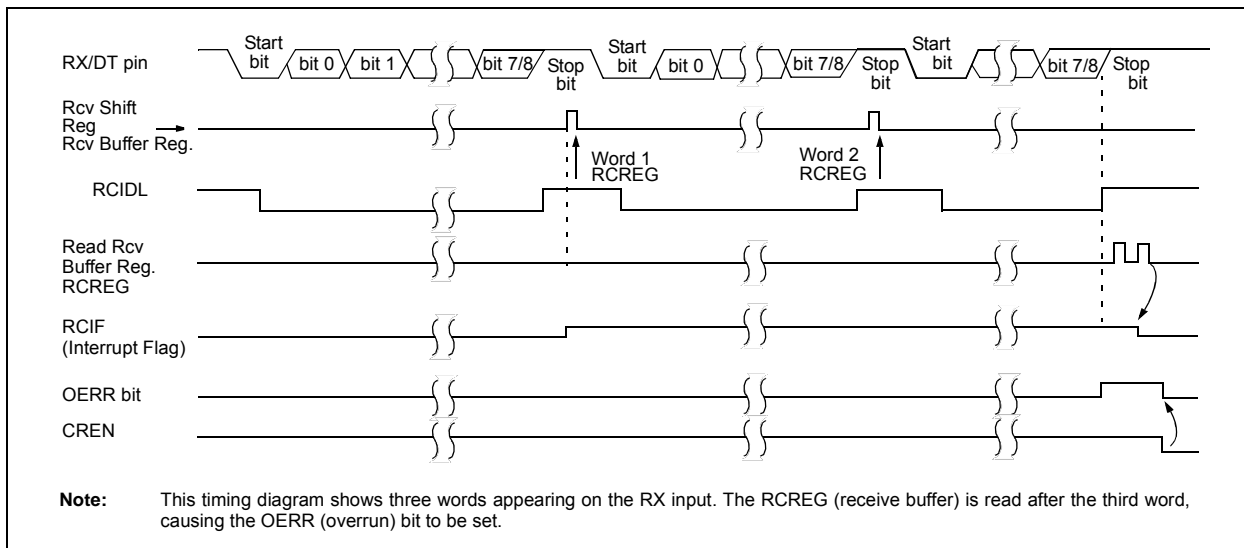 RX/DT pin
Start bit
bit 0
bit 1
bit 7/8
Stop bit
Start bit
bit 0
bit 7/8
Stop bit
Start bit
bit 7/8
Stop bit
Rcv Shift
Reg
Rcv Buffer Reg.
Word 1
RCREG
Word 2
RCREG
RCIDL
Read Rcv
Buffer Reg.
RCREG
RCIF
(Interrupt Flag)
OERR bit
CREN
Note: This timing diagram shows three words appearing on the RX input. The RCREG (receive buffer) is read after the third word,
causing the OERR (overrun) bit to be set.